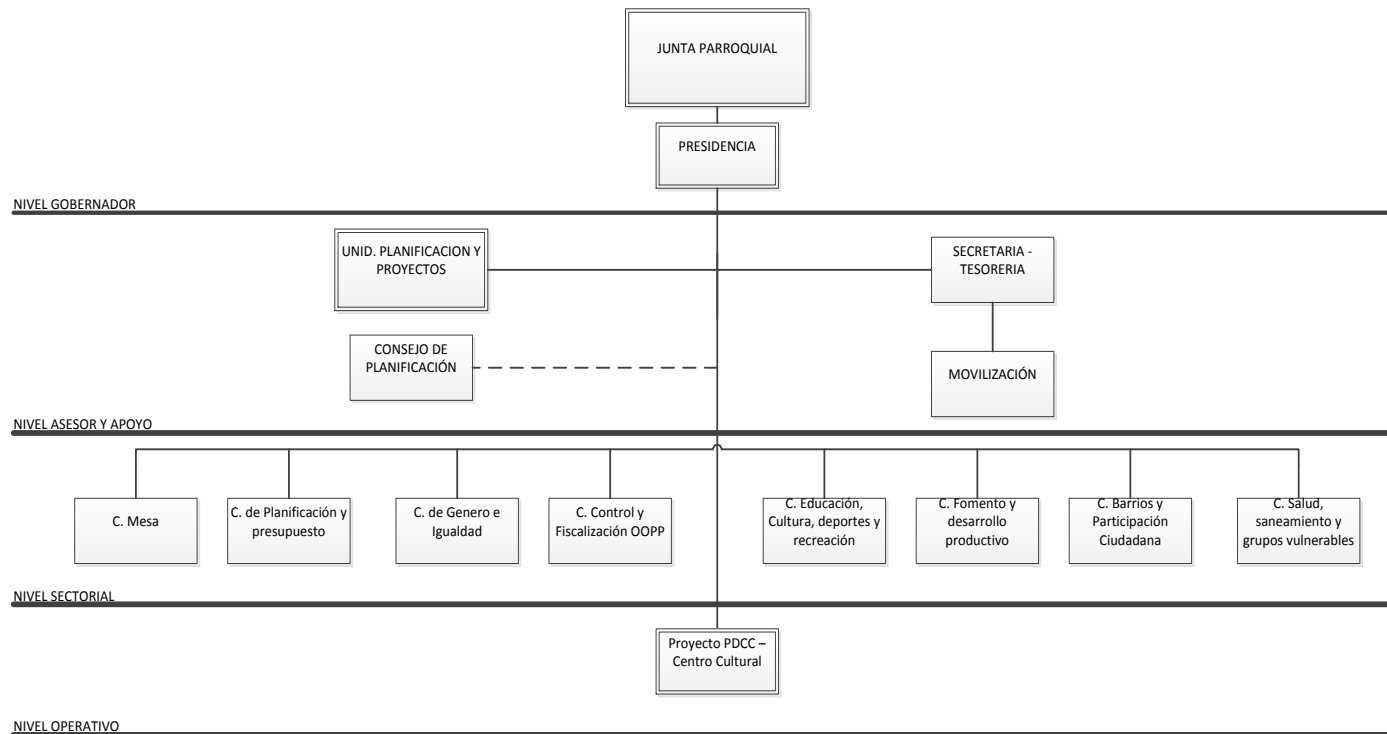 JUNTA PARROQUIAL
PRESIDENCIA
NIVEL GOBERNADOR
UNID. PLANIFICACION Y
PROYECTOS
SECRETARIA -
TESORERIA
CONSEJO DE
PLANIFICACIÓN
MOVILIZACIÓN
NIVEL ASESOR Y APOYO
C. Mesa
C. de Planificación y
presupuesto
C. de Genero e
Igualdad
C. Control y
Fiscalización OOPP
C. Educación,
Cultura, deportes y
recreación
C. Fomento y
desarrollo
productivo
C. Barrios y
Participación
Ciudadana
C. Salud,
saneamiento y
grupos vulnerables
NIVEL SECTORIAL
Proyecto PDCC –
Centro Cultural
NIVEL OPERATIVO